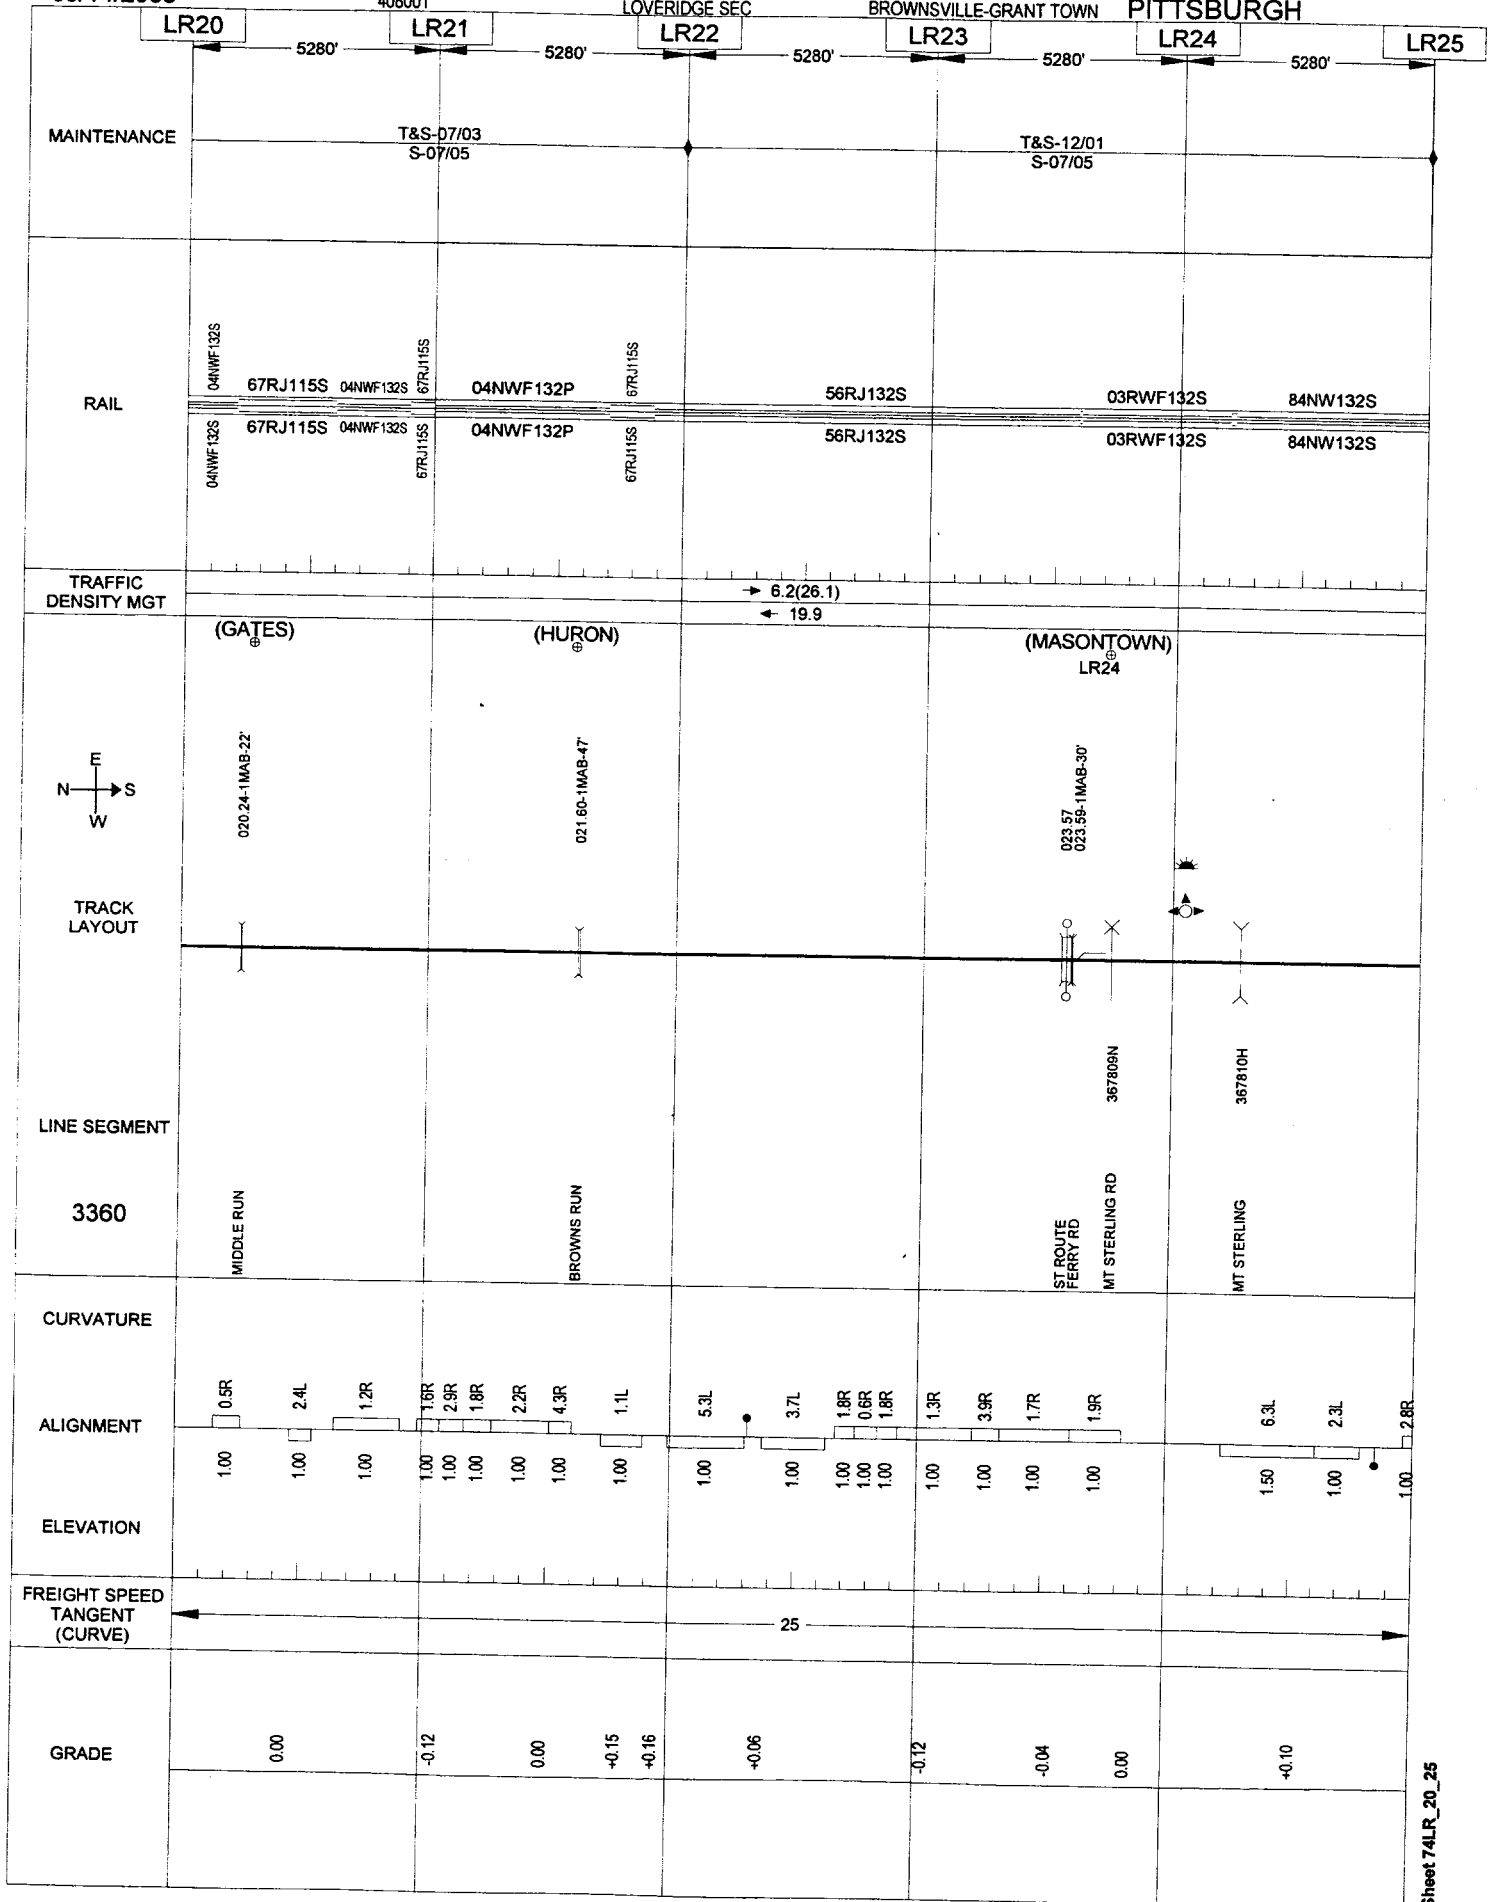 408001 LOVERIDGE SEC BROWNSVILLE-GRANT TOWN PITTSBURGH
LR20 LR21 LR22 LR23 LR24 LR25
5280' 5280' 5280' 5280' 5280'
MAINTENANCE
T&S-07/03
S-07/05
T&S-12/01
S-07/05
RAIL
04NWF132S 67RJ115S 04NWF132S 67RJ115S 04NWF132P 67RJ115S 56RJ132S 03RWF132S 84NW132S
04NWF132S 67RJ115S 04NWF132S 67RJ115S 04NWF132P 67RJ115S 56RJ132S 03RWF132S 84NW132S
TRAFFIC
DENSITY MGT
6.2(26.1)
19.9
(GATES) (HURON) (MASONTOWN)
LR24
E
N S
W
020.24-1MAB-22'
021.60-1MAB-47'
023.57
023.59-1MAB-30'
TRACK
LAYOUT
367809N
367810H
LINE SEGMENT
3360
MIDDLE RUN
BROWNS RUN
ST ROUTE
FERRY RD
MT STERLING RD
MT STERLING
CURVATURE
ALIGNMENT
0.5R 2.4L 1.2R 1.6R 2.9R 1.8R 2.2R 4.3R 1.1L 5.3L 3.7L 1.8R 0.6R 1.8R 1.3R 3.9R 1.7R 1.9R 6.3L 2.3L 2.8R
1.00 1.00 1.00 1.00 1.00 1.00 1.00 1.00 1.00 1.00 1.00 1.00 1.00 1.00 1.00 1.00 1.00 1.00 1.50 1.00 1.00
ELEVATION
FREIGHT SPEED
TANGENT
(CURVE)
25
GRADE
0.00 -0.12 0.00 +0.15 +0.16 +0.06 -0.12 -0.04 0.00 +0.10
Sheet 74LR_20_25